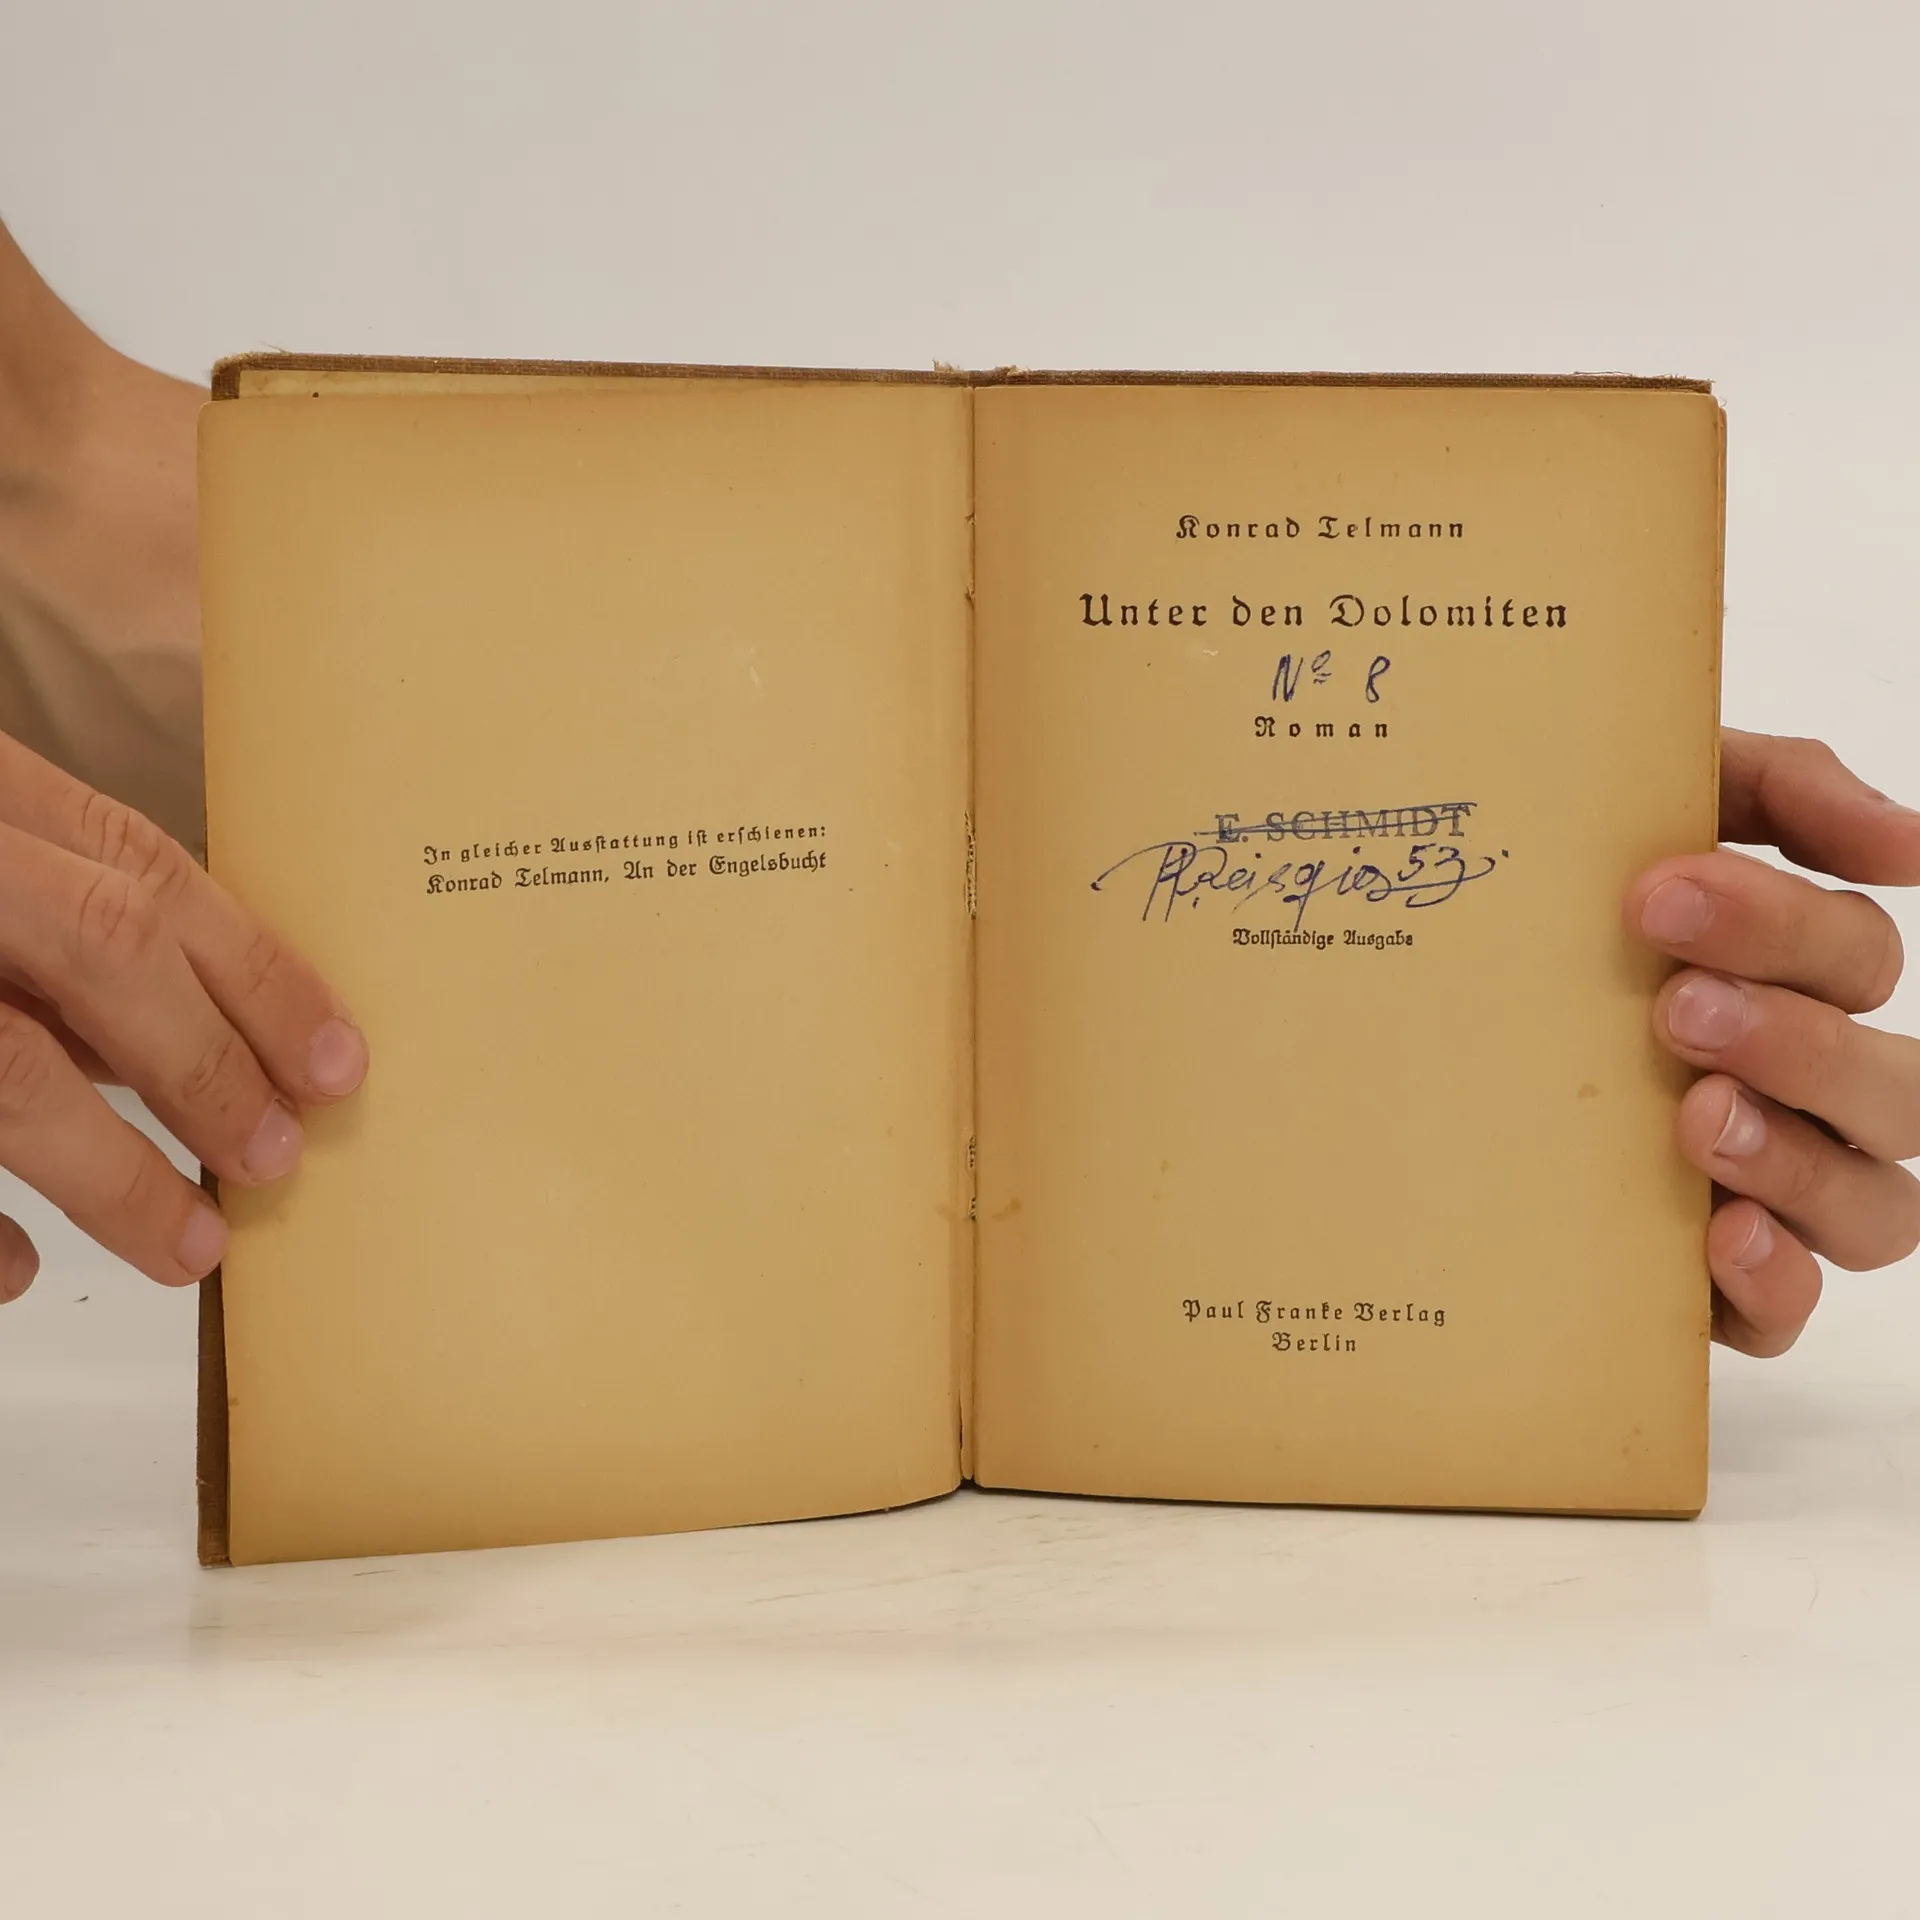 In gleicher Ausstattung ist erschienen:
Konrad Telmann, An der Engelsbucht
Konrad Telmann
Unter den Dolomiten
Nº 8
Roman
E. SCHMIDT
53
Vollständige Ausgabe
Paul Franke Verlag
Berlin